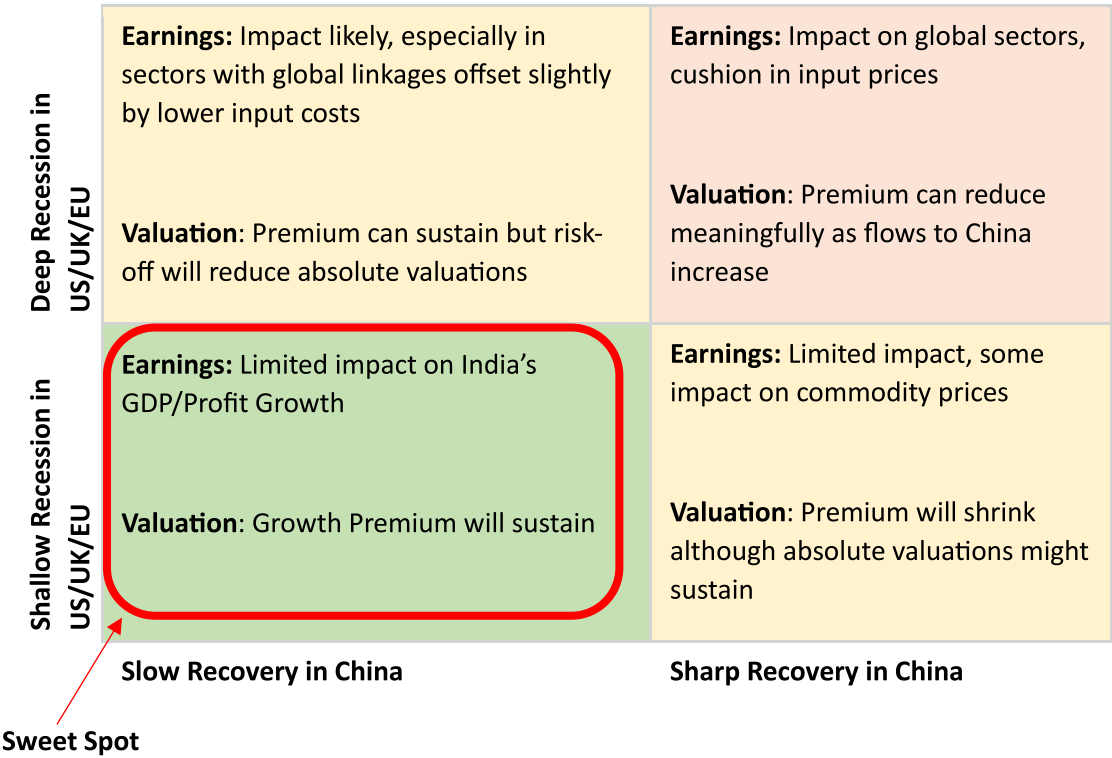 Deep Recession in
US/UK/EU
Earnings: Impact likely, especially in
sectors with global linkages offset slightly
by lower input costs
Valuation: Premium can sustain but risk-
off will reduce absolute valuations
Earnings: Impact on global sectors,
cushion in input prices
Valuation: Premium can reduce
meaningfully as flows to China
increase
Shallow Recession in
US/UK/EU
Earnings: Limited impact on India’s
GDP/Profit Growth
Valuation: Growth Premium will sustain
Earnings: Limited impact, some
impact on commodity prices
Valuation: Premium will shrink
although absolute valuations might
sustain
Slow Recovery in China
Sharp Recovery in China
Sweet Spot